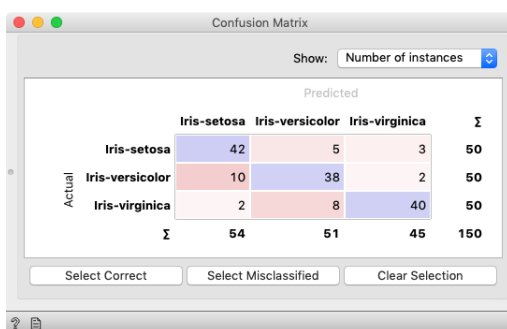 Confusion Matrix
Show: Number of instances
Predicted
Iris-setosa Iris-versicolor Iris-virginica Σ
Iris-setosa 42 5 3 50
Actual Iris-versicolor 10 38 2 50
Iris-virginica 2 8 40 50
Σ 54 51 45 150
Select Correct Select Misclassified Clear Selection
?